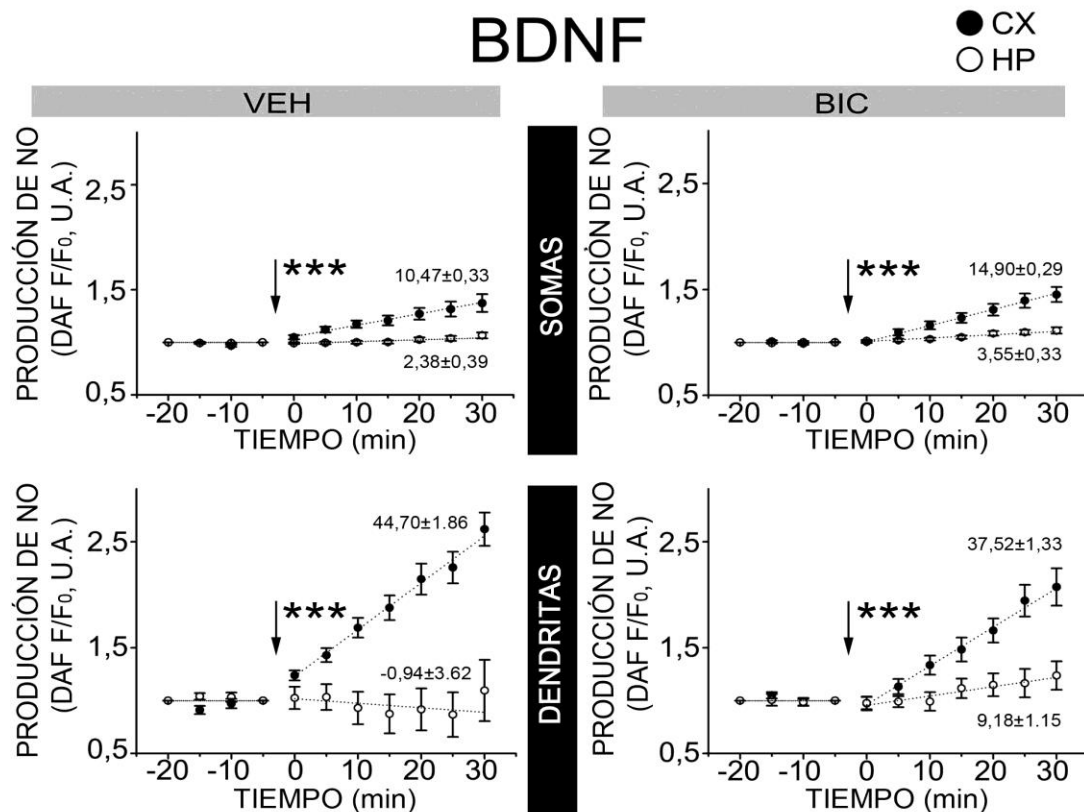 BDNF
CX
HP
VEH
BIC
PRODUCCIÓN DE NO
(DAF F/F0, U.A.)
2,5
1,5
0,5
***
10,47±0,33
2,38±0,39
-20 -10 0 10 20 30
TIEMPO (min)
SOMAS
PRODUCCIÓN DE NO
(DAF F/F0, U.A.)
2,5
1,5
0,5
***
14,90±0,29
3,55±0,33
-20 -10 0 10 20 30
TIEMPO (min)
PRODUCCIÓN DE NO
(DAF F/F0, U.A.)
2,5
1,5
0,5
44,70±1.86
***
-0,94±3.62
-20 -10 0 10 20 30
TIEMPO (min)
DENDRITAS
PRODUCCIÓN DE NO
(DAF F/F0, U.A.)
2,5
1,5
0,5
37,52±1,33
***
9,18±1.15
-20 -10 0 10 20 30
TIEMPO (min)